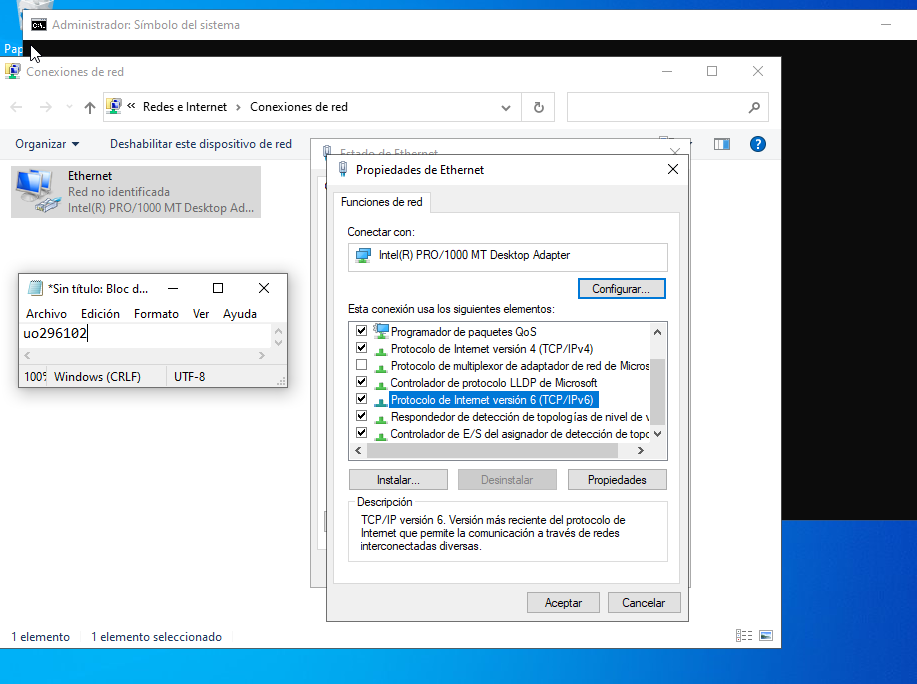 Administrador: Símbolo del sistema
Conexiones de red
Redes e Internet > Conexiones de red
Organizar
Deshabilitar este dispositivo de red
Ethernet
Red no identificada
Intel(R) PRO/1000 MT Desktop Ad...
Estado de Ethernet
Propiedades de Ethernet
Funciones de red
Conectar con:
Intel(R) PRO/1000 MT Desktop Adapter
Configurar...
Esta conexión usa los siguientes elementos:
Programador de paquetes QoS
Protocolo de Internet versión 4 (TCP/IPv4)
Protocolo de multiplexor de adaptador de red de Micros
Controlador de protocolo LLDP de Microsoft
Protocolo de Internet versión 6 (TCP/IPv6)
Respondedor de detección de topologías de nivel de v
Controlador de E/S del asignador de detección de topo
Instalar...
Desinstalar
Propiedades
Descripción
TCP/IP versión 6. Versión más reciente del protocolo de
Internet que permite la comunicación a través de redes
interconectadas diversas.
Aceptar
Cancelar
*Sin título: Bloc d...
Archivo Edición Formato Ver Ayuda
uo296102
100% Windows (CRLF) UTF-8
1 elemento
1 elemento seleccionado